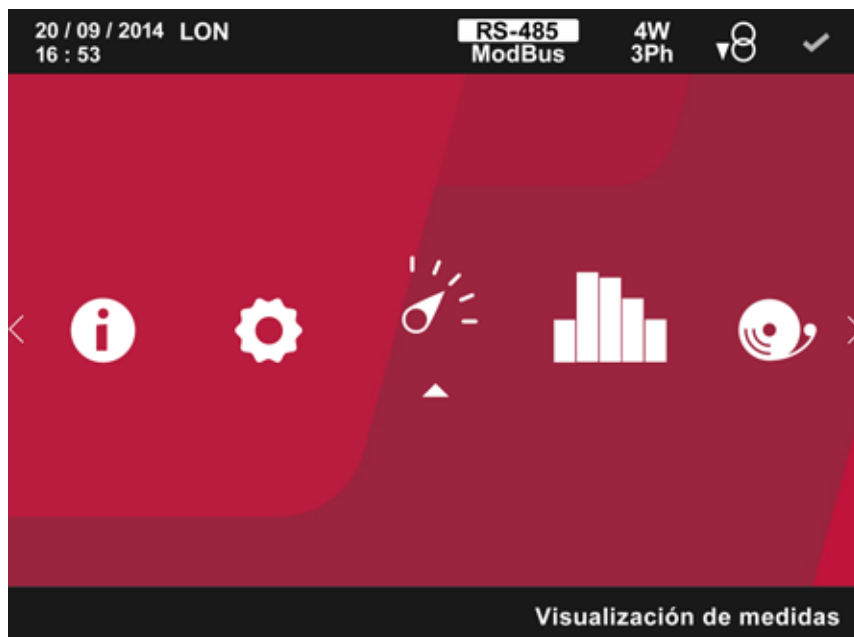 20 / 09 / 2014 LON
16 : 53
RS-485
ModBus
4W
3Ph
Visualización de medidas